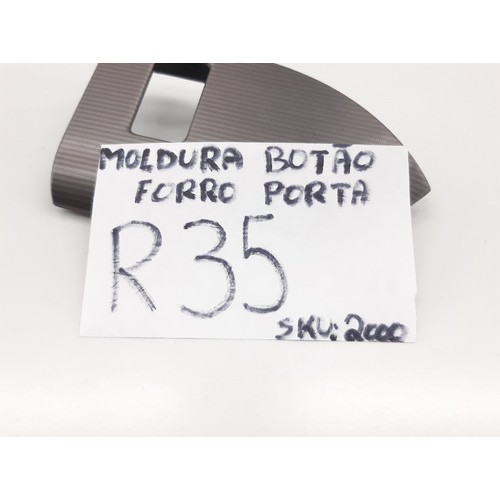 MOLDURA BOTÃO
FORRO PORTA
R35
SKU: 2000